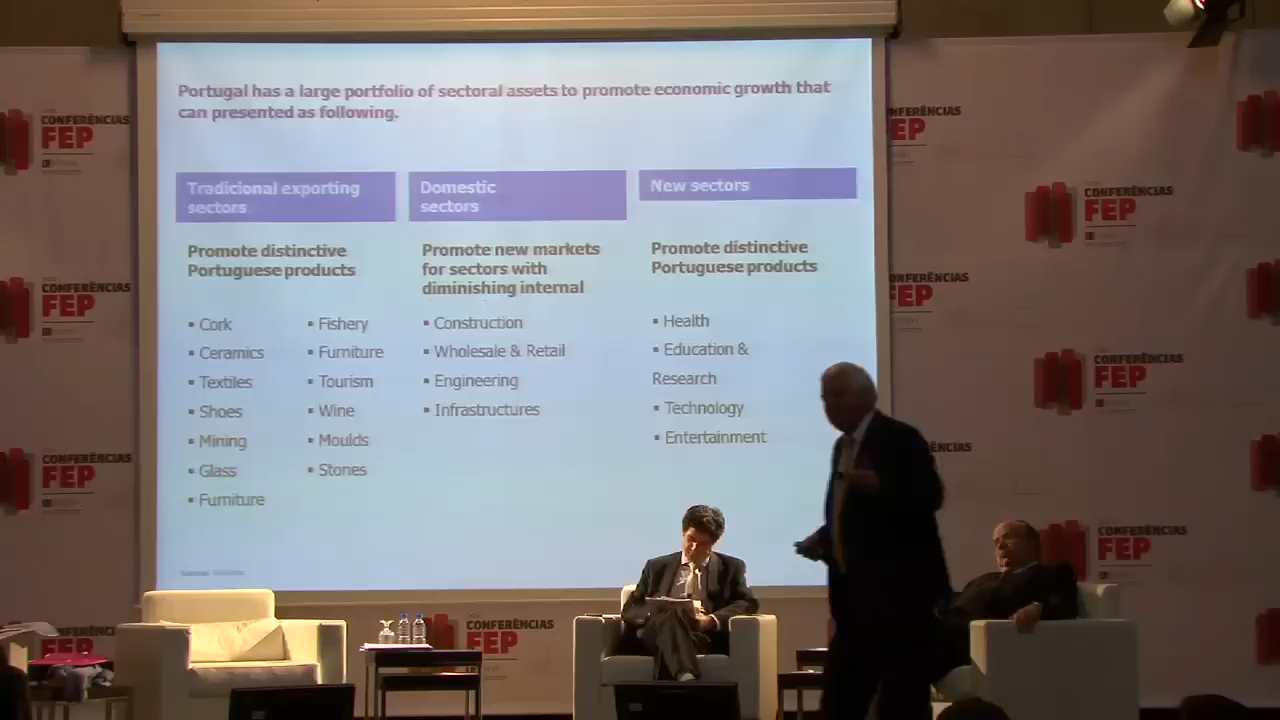 Portugal has a large portfolio of sectoral assets to promote economic growth that
can presented as following.
Tradicional exporting
sectors
Promote distinctive
Portuguese products
▪ Cork
▪ Ceramics
▪ Textiles
▪ Shoes
▪ Mining
▪ Glass
▪ Furniture
▪ Fishery
▪ Furniture
▪ Tourism
▪ Wine
▪ Moulds
▪ Stones
Domestic
sectors
Promote new markets
for sectors with
diminishing internal
▪ Construction
▪ Wholesale & Retail
▪ Engineering
▪ Infrastructures
New sectors
Promote distinctive
Portuguese products
▪ Health
▪ Education &
Research
▪ Technology
▪ Entertainment
CONFERÊNCIAS
FEP
CONFERÊNCIAS
FEP
CONFERÊNCIAS
FEP
CONFERÊNCIAS
FEP
CONFERÊNCIAS
FEP
CONFERÊNCIAS
FEP
CONFERÊNCIAS
FEP